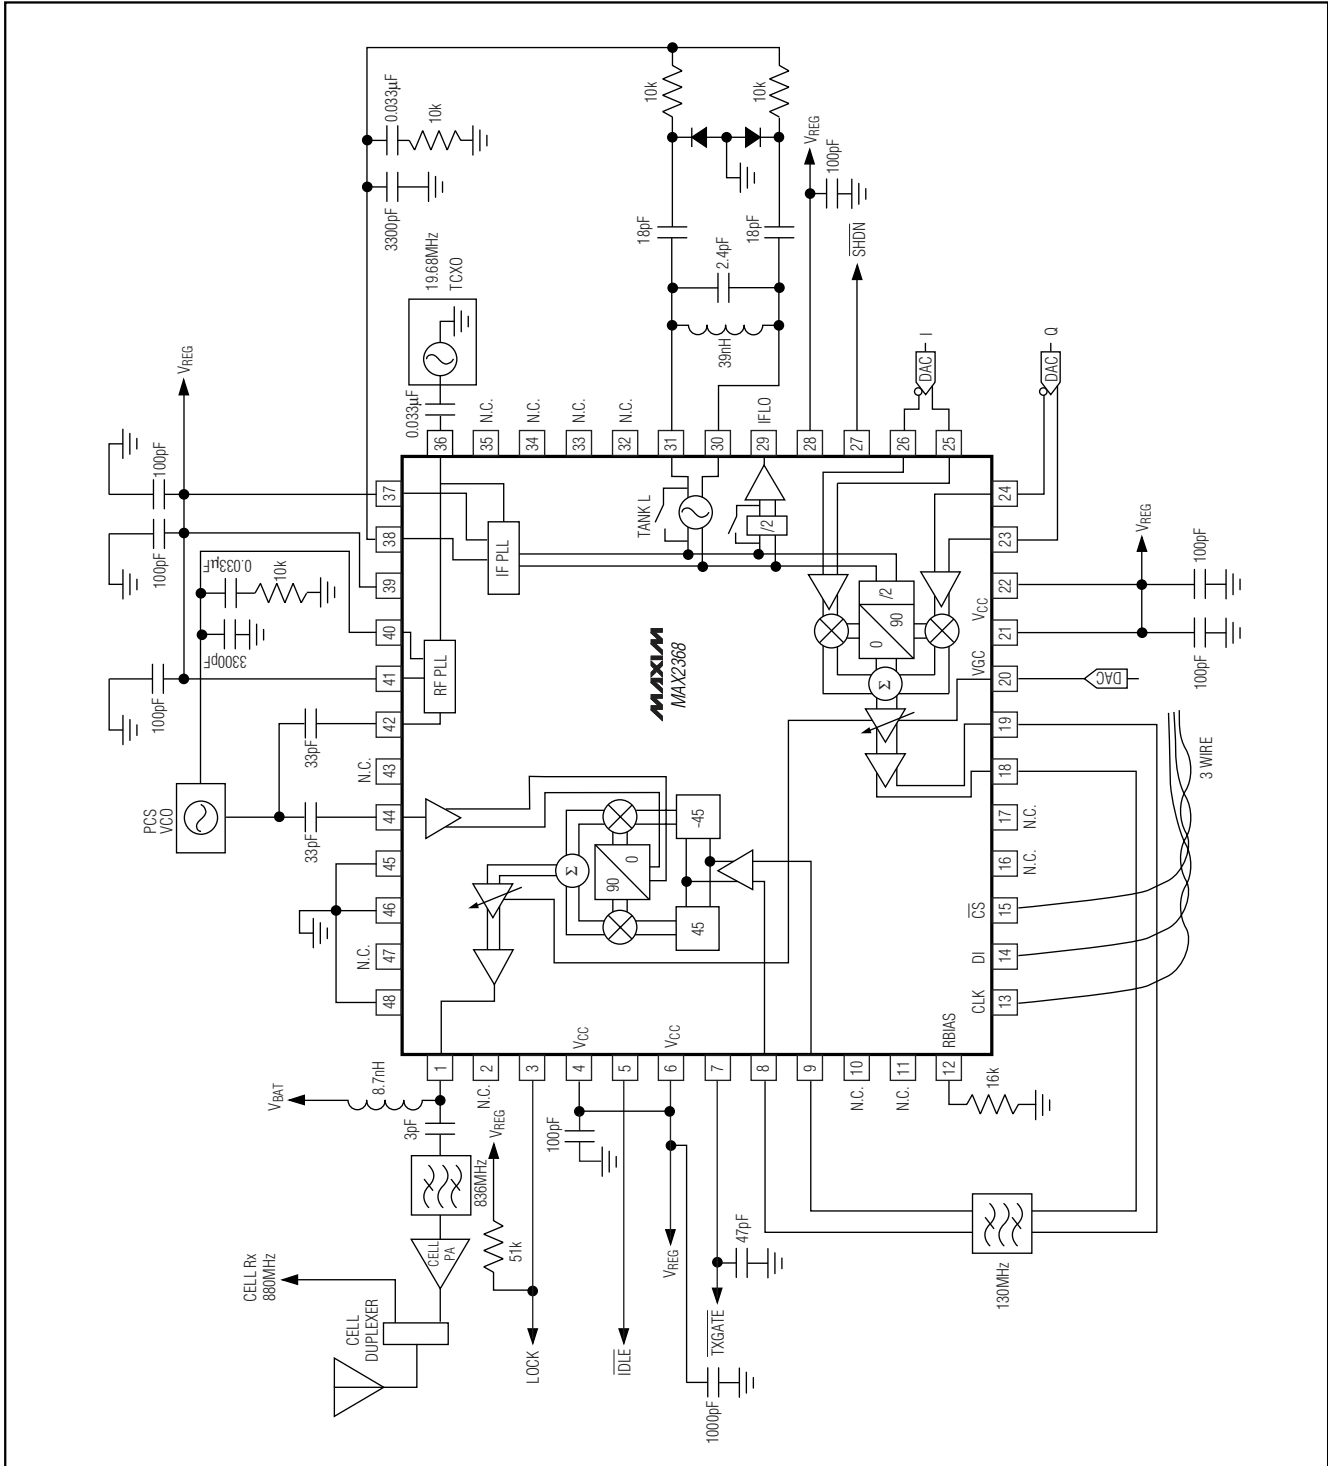 0.033µF
10k
3300pF
19.68MHz
TCXO
0.033µF
10k
10k
18pF
18pF
2.4pF
39nH
VREG
100pF
SHDN
DAC
I
DAC
Q
VREG
100pF
100pF
100pF
0.033µF
10k
3300pF
100pF
33pF
PCS
VCO
33pF
36
35
N.C.
34
N.C.
33
N.C.
32
N.C.
31
30
29
IFLO
28
27
26
25
37
38
39
40
41
42
43
N.C.
44
45
46
47
N.C.
48
IF PLL
RF PLL
TANK L
/2
/2
90
0
Σ
MAXIM
MAX2368
-45
45
90
0
Σ
24
23
22
VCC
21
20
VGC
19
18
17
N.C.
16
N.C.
15
CS
14
DI
13
CLK
VREG
100pF
100pF
DAC
3 WIRE
1
2
N.C.
3
4
VCC
5
6
VCC
7
8
9
10
N.C.
11
N.C.
12
RBIAS
16k
VBAT
8.7nH
3pF
836MHz
CELL
PA
CELL Rx
880MHz
CELL
DUPLEXER
VREG
51k
LOCK
100pF
IDLE
VREG
1000pF
TXGATE
47pF
130MHz